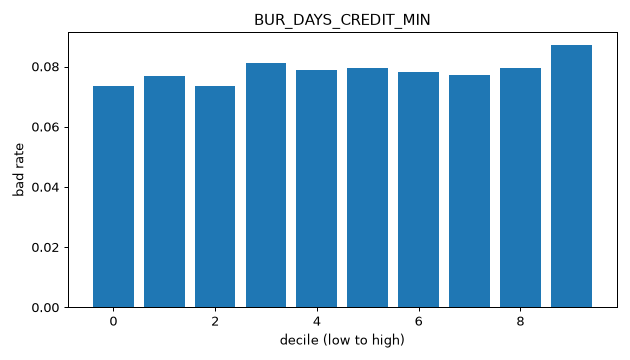 BUR_DAYS_CREDIT_MIN
0.08
0.06
0.04
0.02
0.00
bad rate
0 2 4 6 8
decile (low to high)